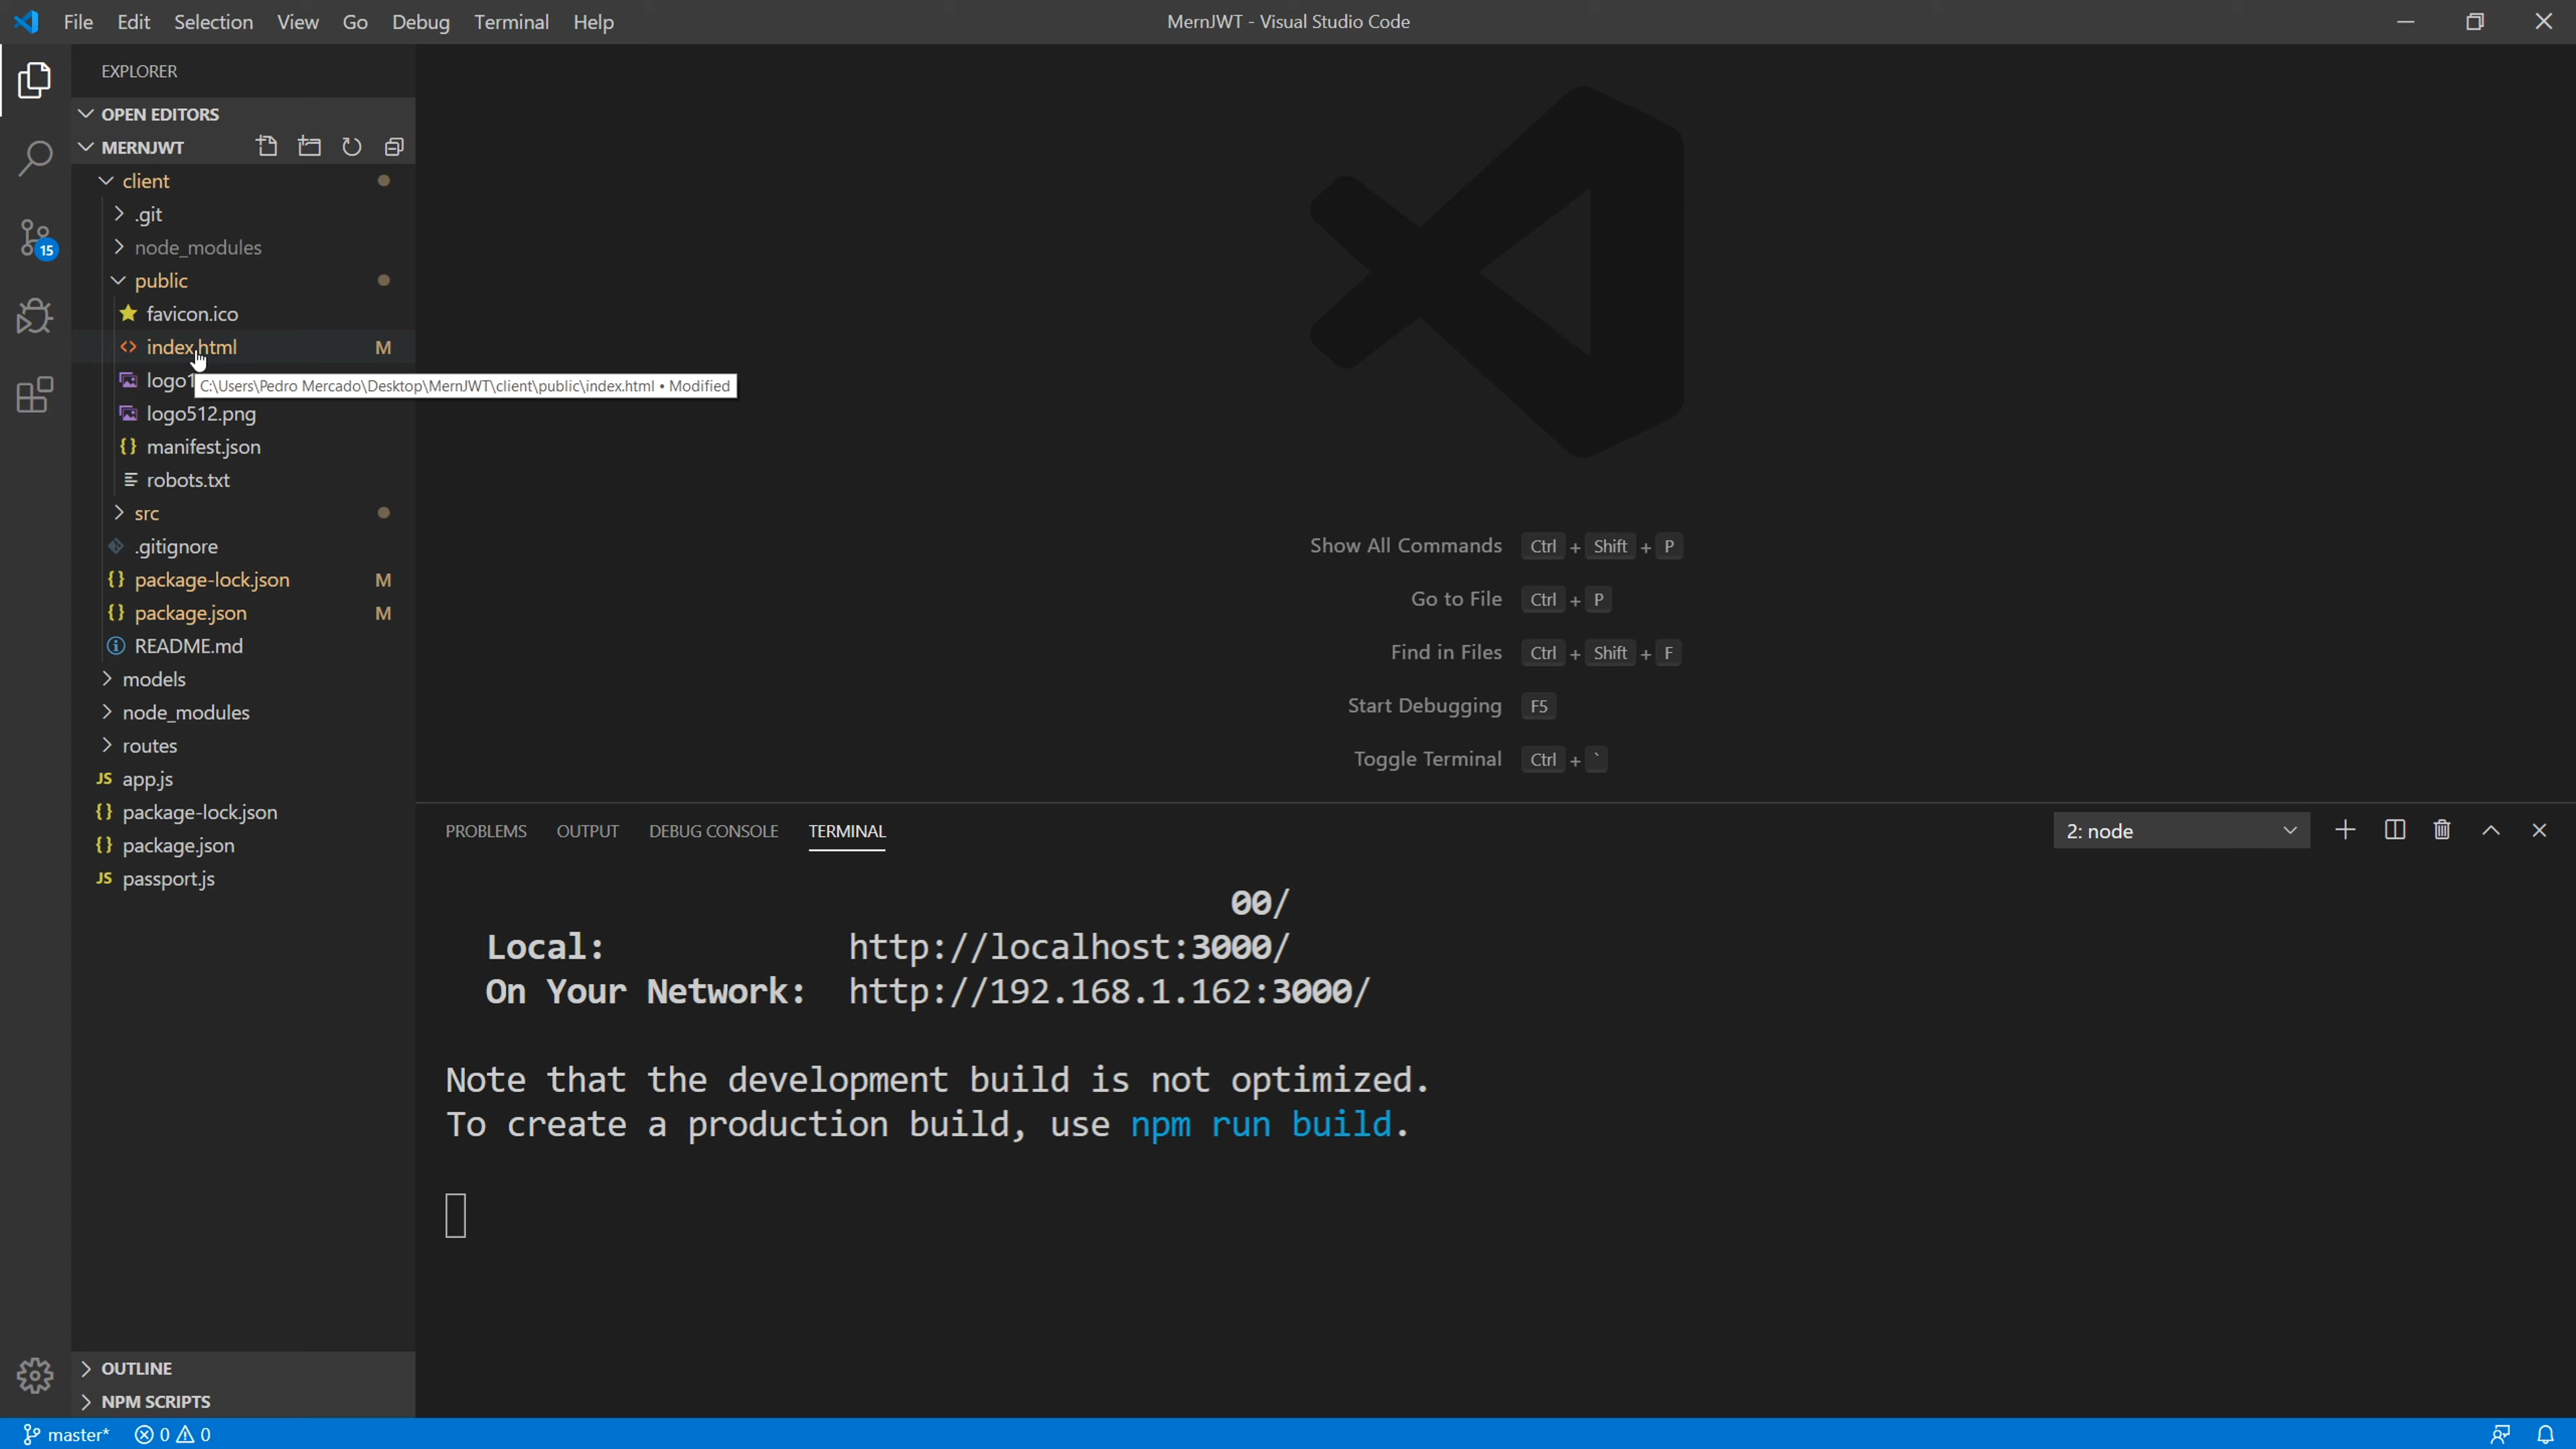 File Edit Selection View Go Debug Terminal Help
MernJWT - Visual Studio Code
EXPLORER
OPEN EDITORS
MERNJWT
client
.git
node_modules
public
favicon.ico
index.html M
logo1
C:\Users\Pedro Mercado\Desktop\MernJWT\client\public\index.html • Modified
logo512.png
manifest.json
robots.txt
src
.gitignore
package-lock.json M
package.json M
README.md
models
node_modules
routes
JS app.js
package-lock.json
package.json
JS passport.js
OUTLINE
NPM SCRIPTS
15
Show All Commands Ctrl + Shift + P
Go to File Ctrl + P
Find in Files Ctrl + Shift + F
Start Debugging F5
Toggle Terminal Ctrl + `
PROBLEMS OUTPUT DEBUG CONSOLE TERMINAL
2: node
00/
Local: http://localhost:3000/
On Your Network: http://192.168.1.162:3000/
Note that the development build is not optimized.
To create a production build, use npm run build.
master* 0 0